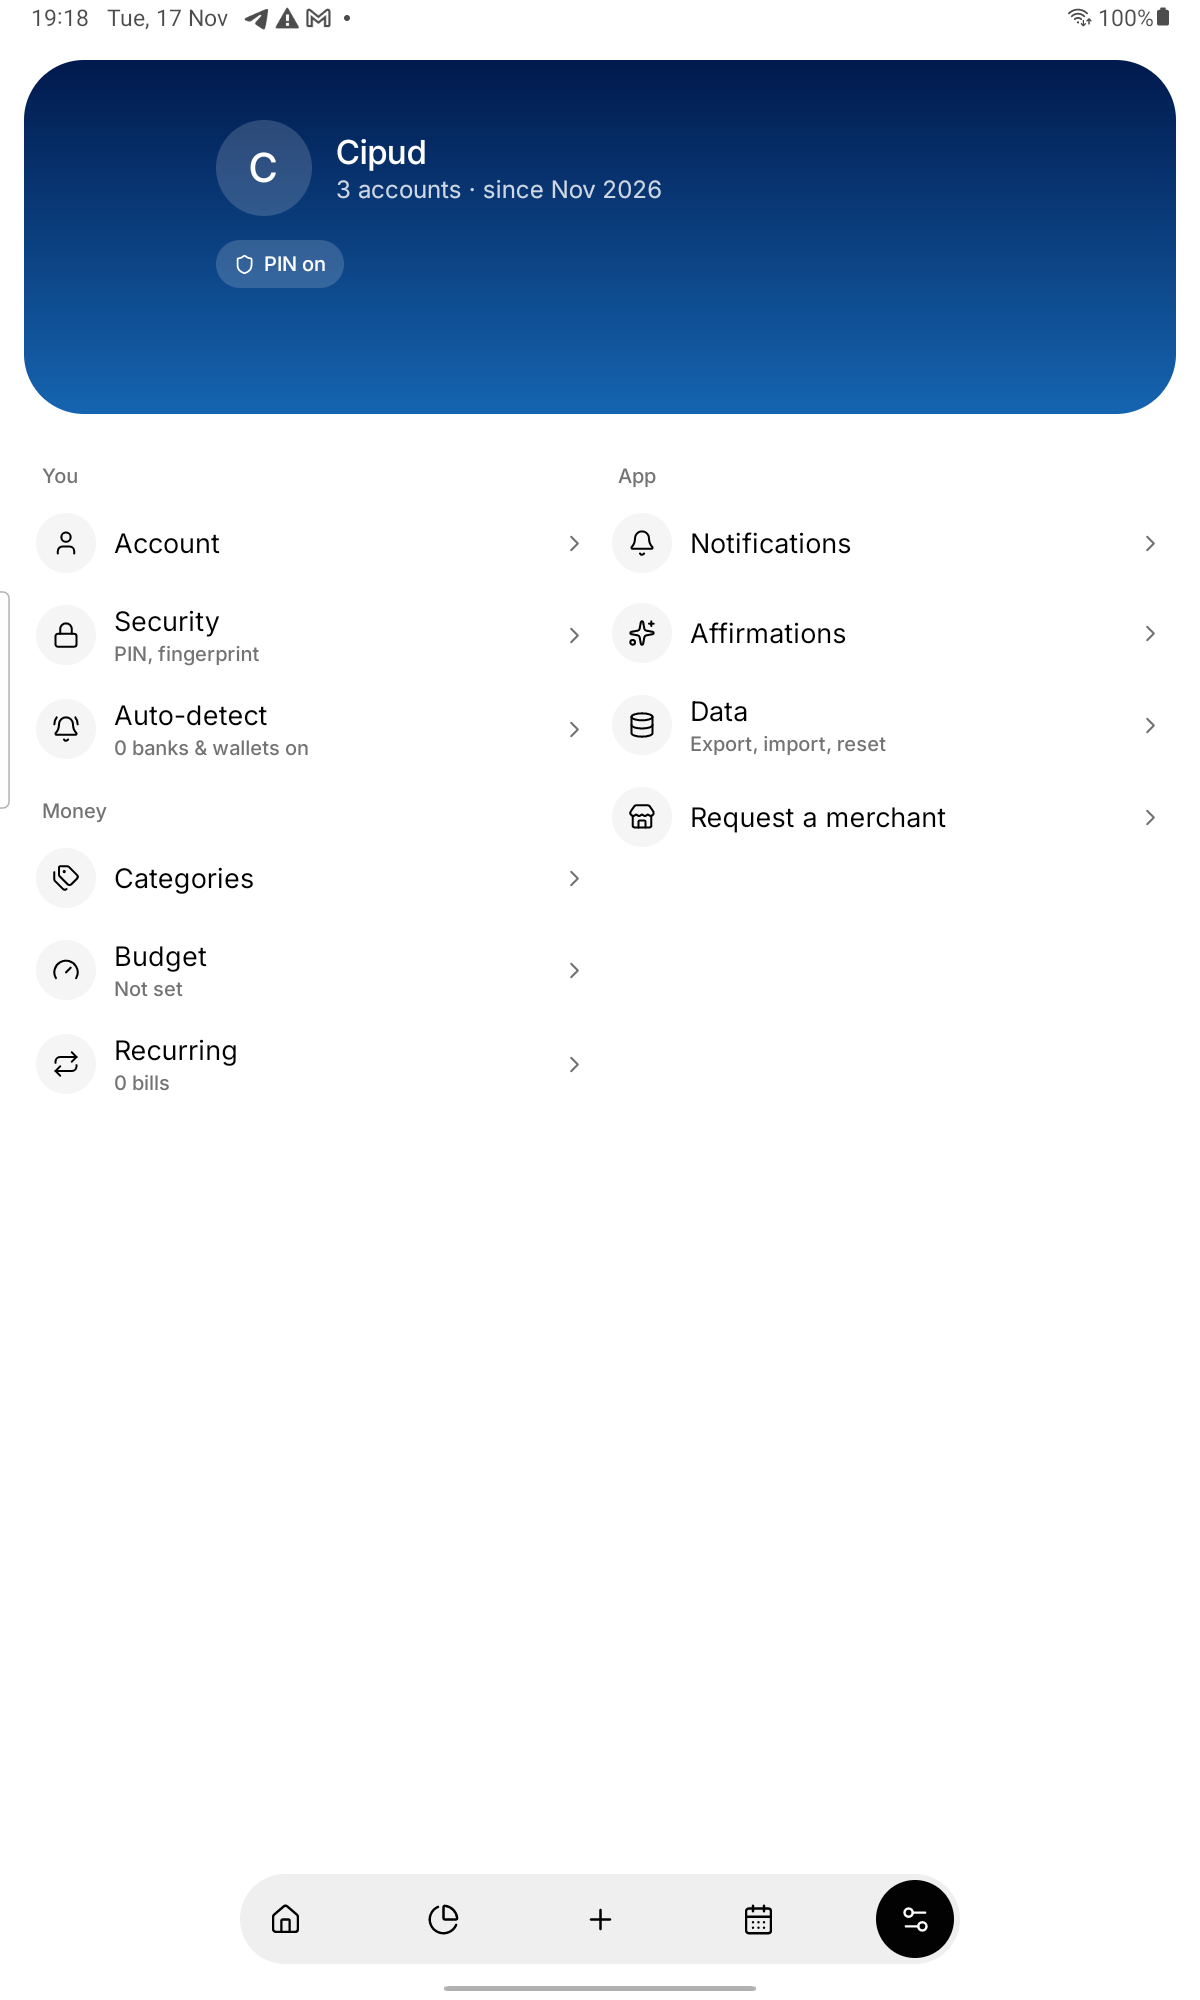 19:18 Tue, 17 Nov
100%
C
Cipud
3 accounts · since Nov 2026
PIN on
You
Account
Security
PIN, fingerprint
Auto-detect
0 banks & wallets on
Money
Categories
Budget
Not set
Recurring
0 bills
App
Notifications
Affirmations
Data
Export, import, reset
Request a merchant